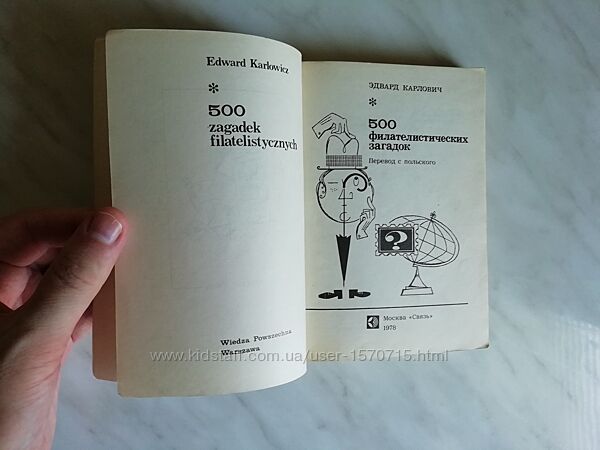 Edward Karłowicz
*
500
zagadek
filatelistycznych
Wiedza Powszechna
Warszawa
ЭДВАРД КАРЛОВИЧ
*
500
филателистических
загадок
Перевод с польского
?
Москва «Связь»
1978
www.kidstaff.com.ua/user-1570715.html